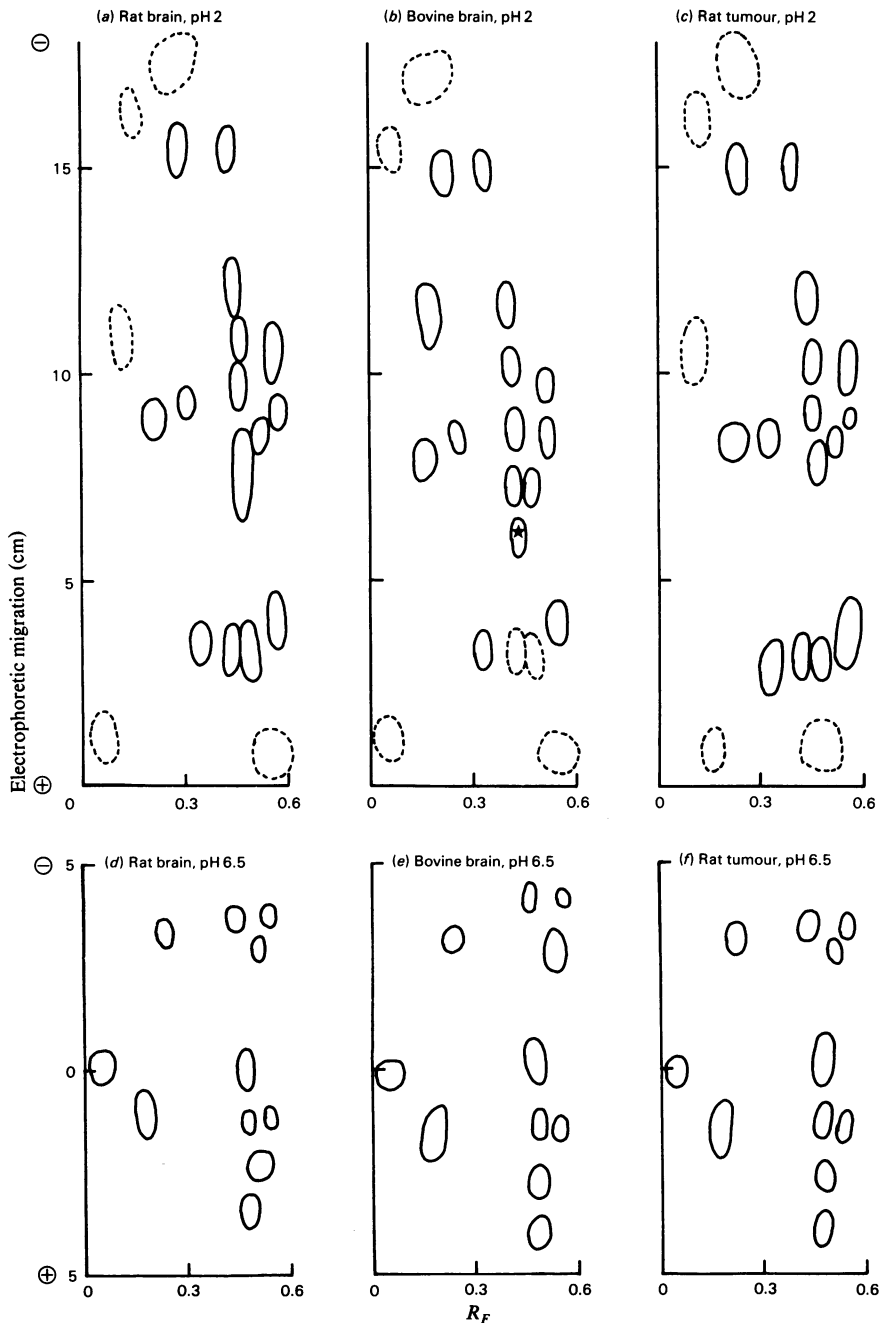 (a) Rat brain, pH 2
(b) Bovine brain, pH 2
(c) Rat tumour, pH 2
⊖
15
10
5
⊕
0 0.3 0.6
0 0.3 0.6
0 0.3 0.6
Electrophoretic migration (cm)
⊖ 5
(d) Rat brain, pH 6.5
(e) Bovine brain, pH 6.5
(f) Rat tumour, pH 6.5
0
⊕ 5
0 0.3 0.6
0 0.3 0.6
0 0.3 0.6
R_F